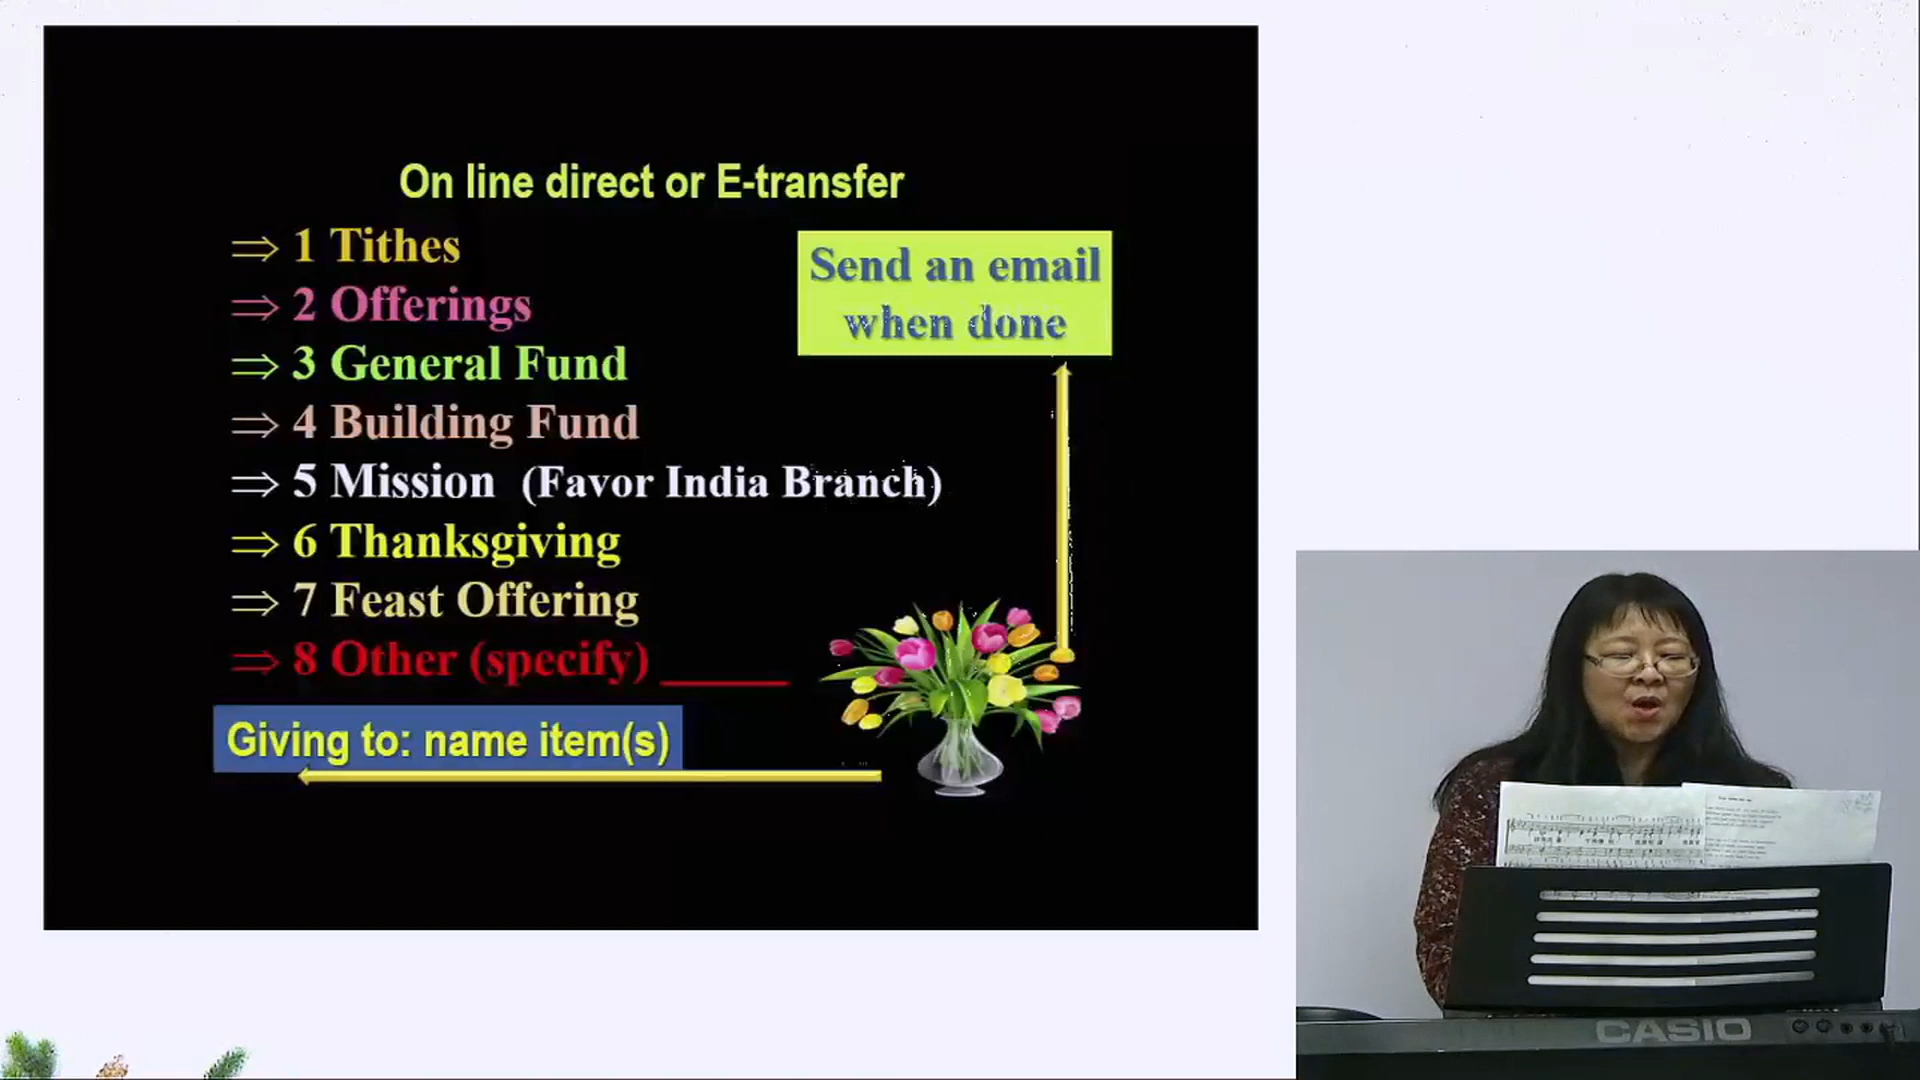 On line direct or E-transfer
⇒ 1 Tithes
⇒ 2 Offerings
⇒ 3 General Fund
⇒ 4 Building Fund
⇒ 5 Mission (Favor India Branch)
⇒ 6 Thanksgiving
⇒ 7 Feast Offering
⇒ 8 Other (specify) ______
Send an email
when done
Giving to: name item(s)
CASIO